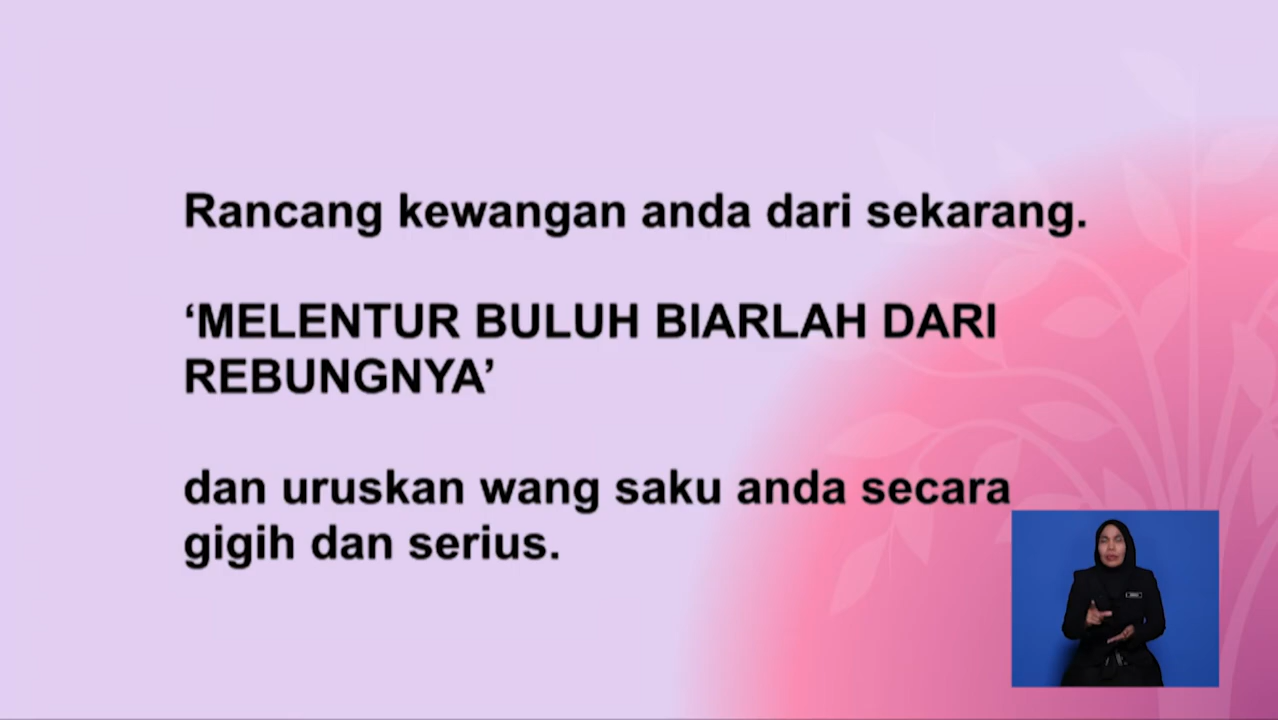 Rancang kewangan anda dari sekarang.
‘MELENTUR BULUH BIARLAH DARI
REBUNGNYA’
dan uruskan wang saku anda secara
gigih dan serius.